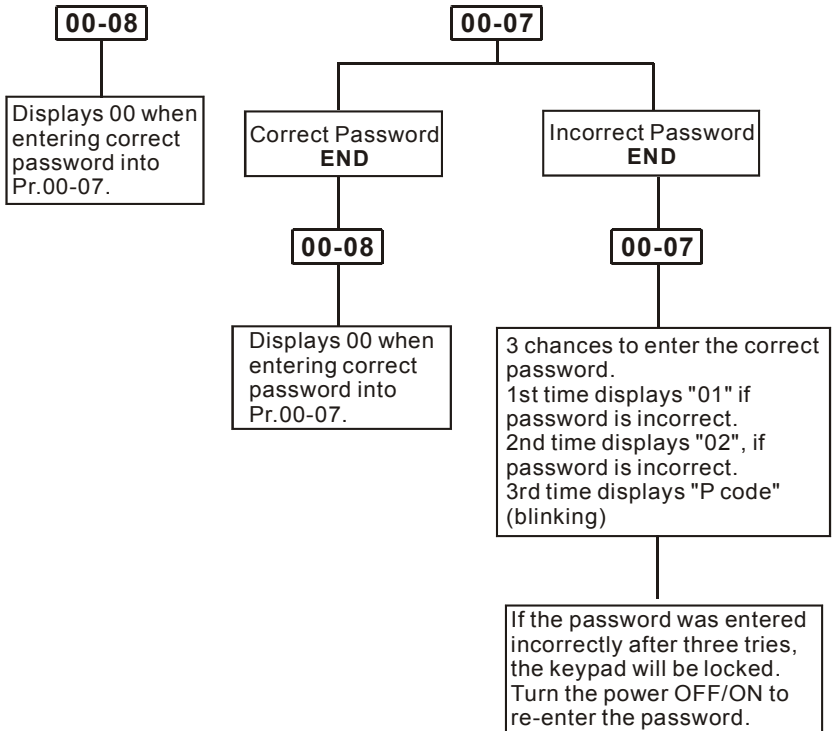 00-08
Displays 00 when
entering correct
password into
Pr.00-07.
00-07
Correct Password
END
00-08
Displays 00 when
entering correct
password into
Pr.00-07.
Incorrect Password
END
00-07
3 chances to enter the correct
password.
1st time displays "01" if
password is incorrect.
2nd time displays "02", if
password is incorrect.
3rd time displays "P code"
(blinking)
If the password was entered
incorrectly after three tries,
the keypad will be locked.
Turn the power OFF/ON to
re-enter the password.